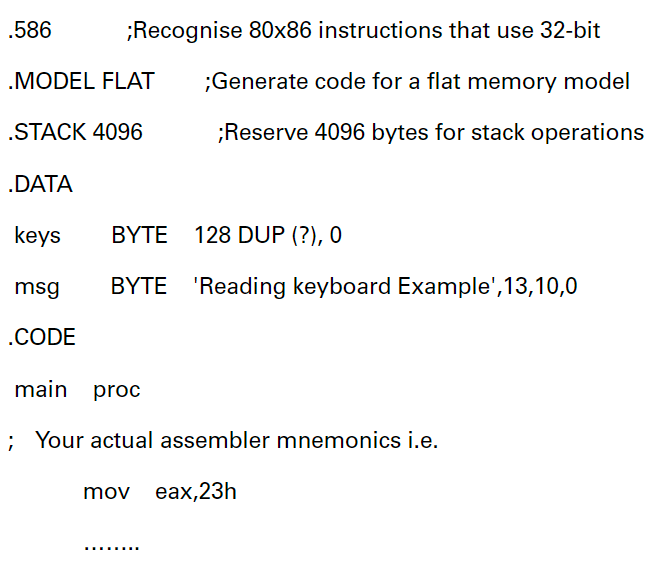 .586 ;Recognise 80x86 instructions that use 32-bit
.MODEL FLAT ;Generate code for a flat memory model
.STACK 4096 ;Reserve 4096 bytes for stack operations
.DATA
keys BYTE 128 DUP (?), 0
msg BYTE 'Reading keyboard Example',13,10,0
.CODE
main proc
; Your actual assembler mnemonics i.e.
mov eax,23h
........